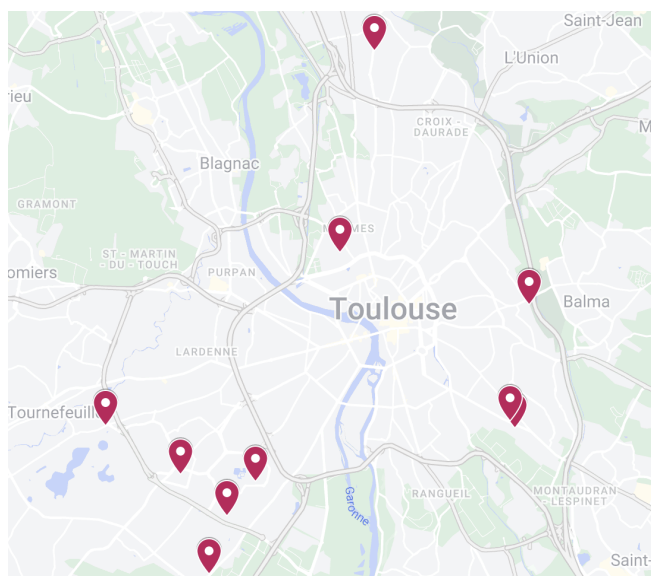 Saint-Jean
L'Union
rieu
CROIX -
DAURADE
M
Blagnac
GRAMONT
MES
ST - MARTIN
- DU - TOUCH
omiers
PURPAN
Balma
Toulouse
LARDENNE
Tournefeuill
RANGUEIL
MONTAUDRAN
- LESPINET
Garonne
Saint-